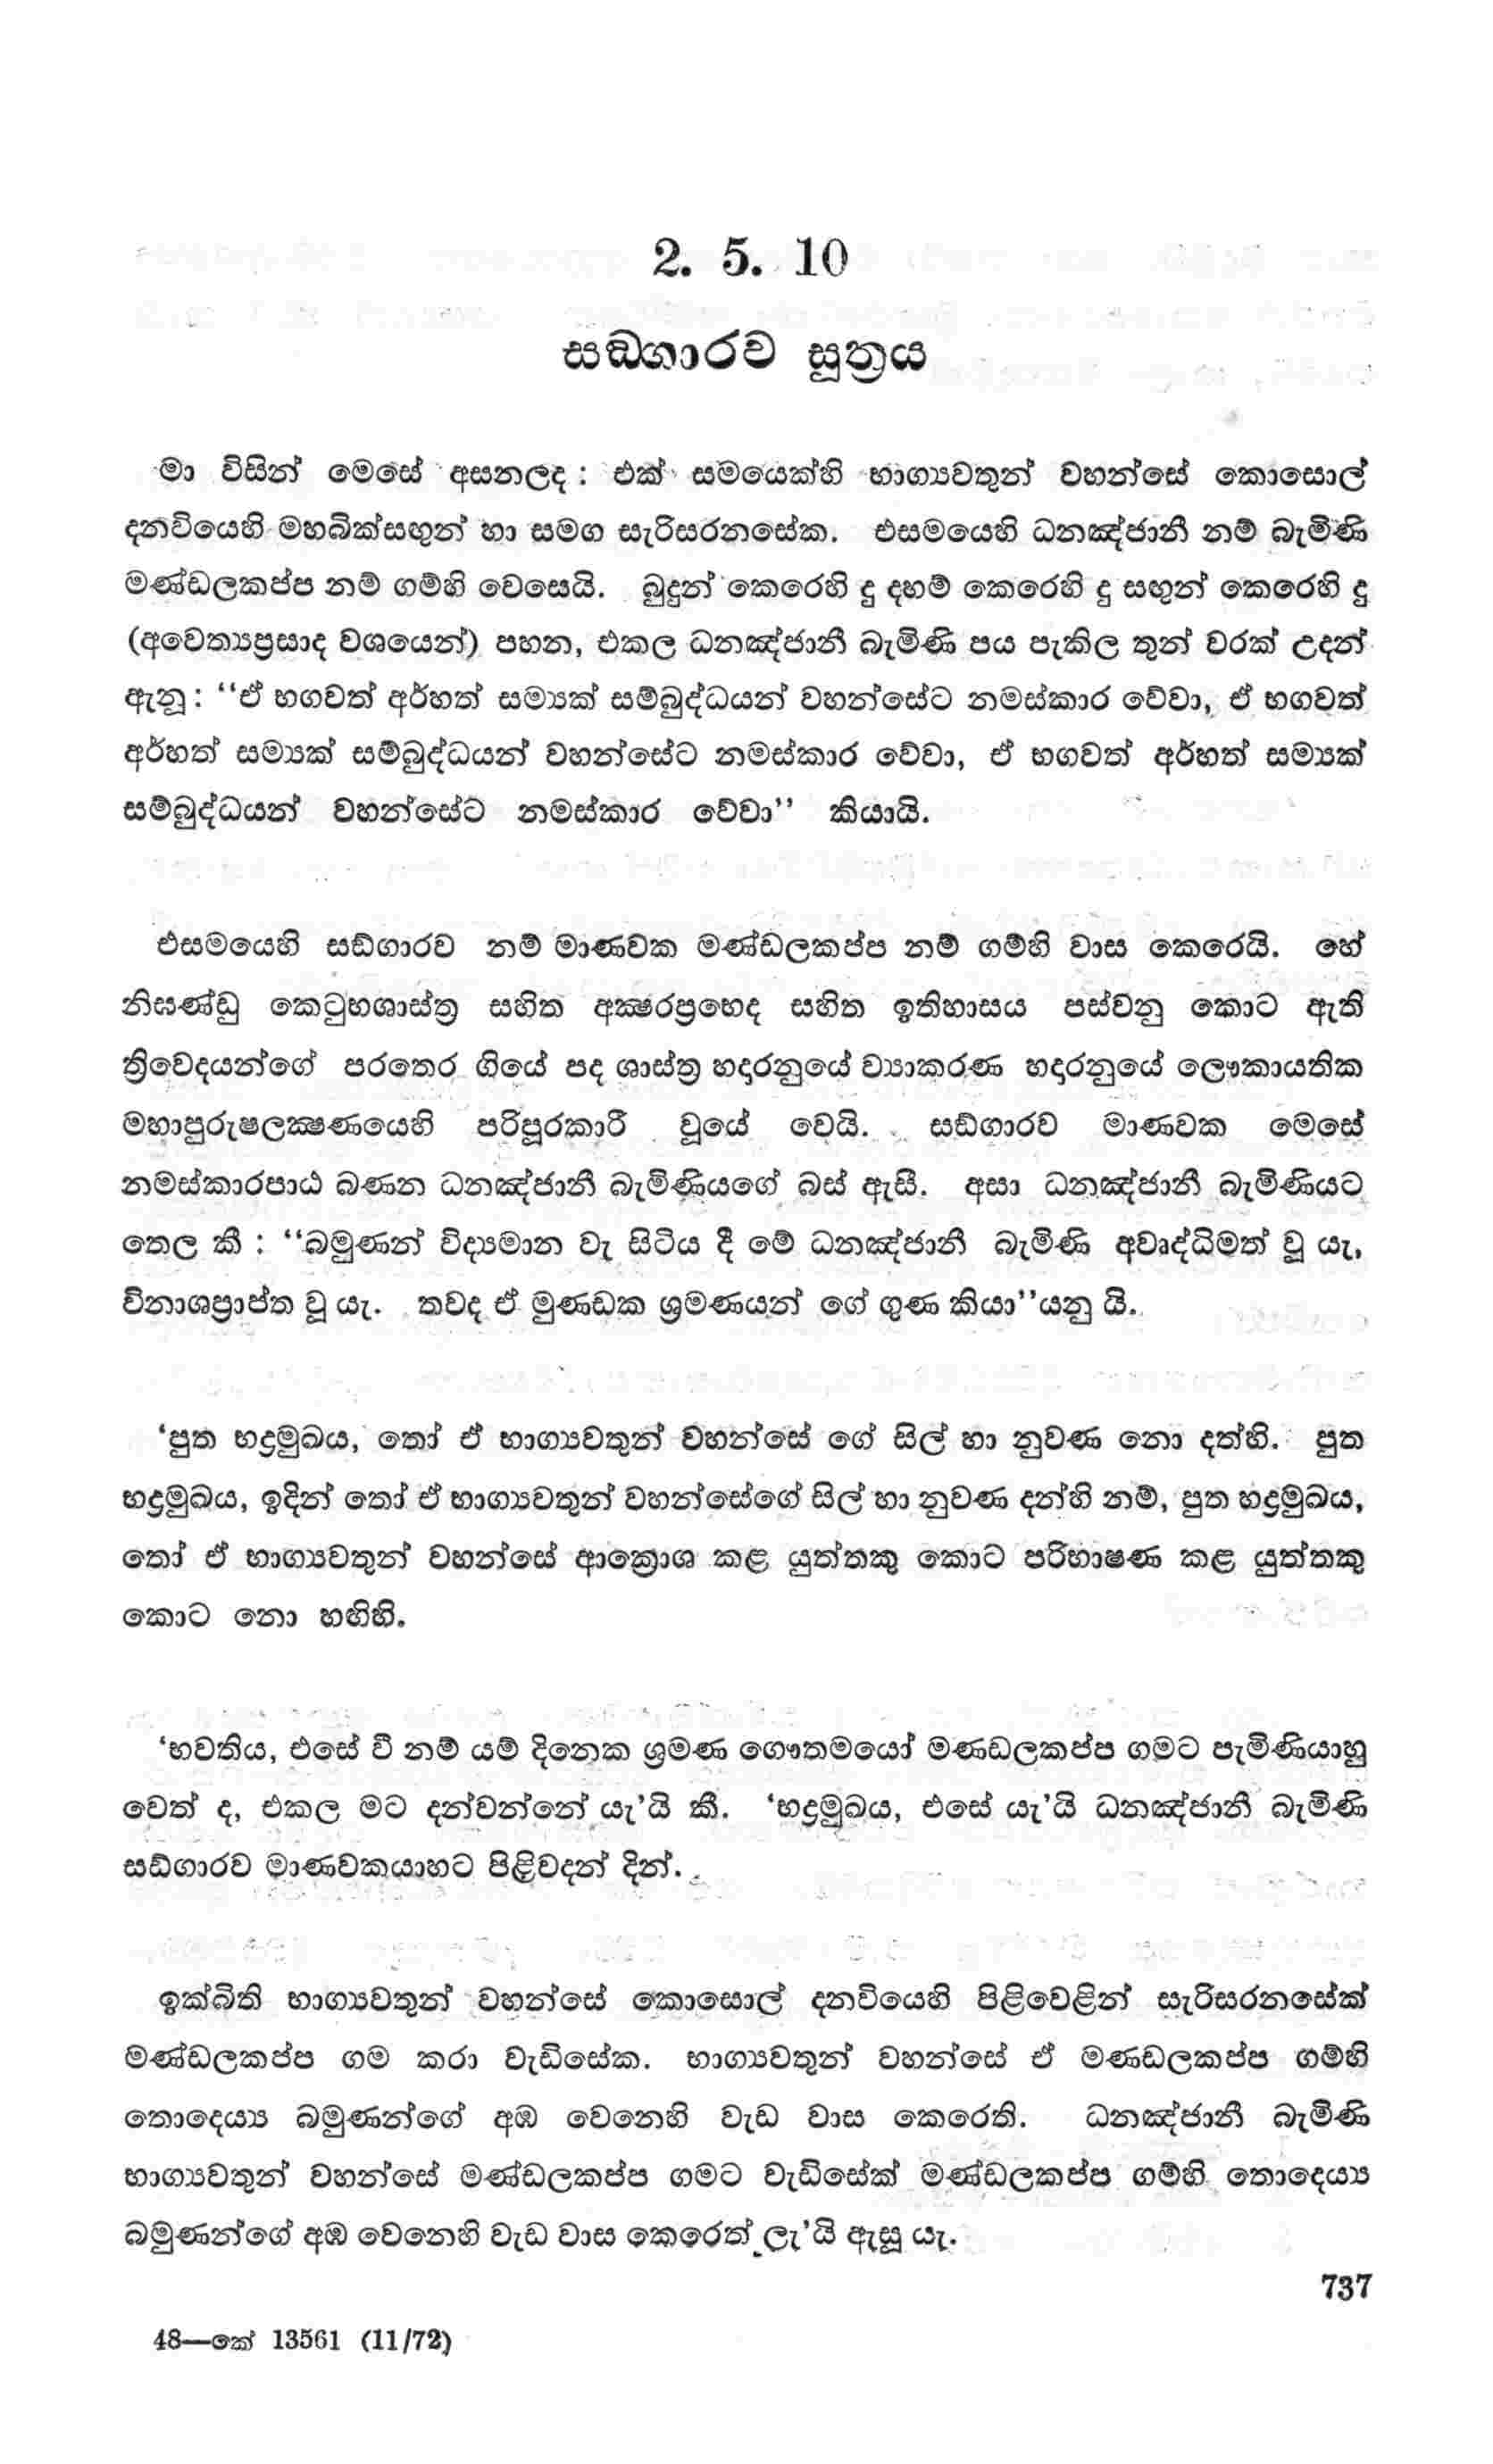 2. 5. 10
සඞ්ගාරව සූත්‍රය
මා විසින් මෙසේ අසනලද : එක් සමයෙක්හි භාග්‍යවතුන් වහන්සේ කොසොල්
දනවියෙහි මහබික්සඟුන් හා සමග සැරිසරනසේක. එසමයෙහි ධනඤ්ජානී නම් බැමිණි
මණ්ඩලකප්ප නම් ගම්හි වෙසෙයි. බුදුන් කෙරෙහි දු දහම් කෙරෙහි දු සඟුන් කෙරෙහි දු
(අවෙත්‍යප්‍රසාද වශයෙන්) පහන, එකල ධනඤ්ජානී බැමිණි පය පැකිල තුන් වරක් උදන්
ඇනූ : “ඒ භගවත් අර්හත් සම්‍යක් සම්බුද්ධයන් වහන්සේට නමස්කාර වේවා, ඒ භගවත්
අර්හත් සම්‍යක් සම්බුද්ධයන් වහන්සේට නමස්කාර වේවා, ඒ භගවත් අර්හත් සම්‍යක්
සම්බුද්ධයන් වහන්සේට නමස්කාර වේවා” කියායි.
එසමයෙහි සඞ්ගාරව නම් මාණවක මණ්ඩලකප්ප නම් ගම්හි වාස කෙරෙයි. හේ
නිඝණ්ඩු කෙටුභශාස්ත්‍ර සහිත අක්‍ෂරප්‍රභෙද සහිත ඉතිහාසය පස්වනු කොට ඇති
ත්‍රිවෙදයන්ගේ පරතෙර ගියේ පද ශාස්ත්‍ර හදාරනුයේ ව්‍යාකරණ හදාරනුයේ ලෞකායතික
මහාපුරුෂලක්‍ෂණයෙහි පරිපූරකාරී වූයේ වෙයි. සඞ්ගාරව මාණවක මෙසේ
නමස්කාරපාඨ බණන ධනඤ්ජානී බැමිණියගේ බස් ඇසී. අසා ධනඤ්ජානී බැමිණියට
තෙල කී : “බමුණන් විද්‍යමාන වැ සිටිය දී මේ ධනඤ්ජානී බැමිණි අවෘද්ධිමත් වූ යැ,
විනාශප්‍රාප්ත වූ යැ. තවද ඒ මුණඩක ශ්‍රමණයන් ගේ ගුණ කියා”යනු යි.
‘පුත භද්‍රමුඛය, තෝ ඒ භාග්‍යවතුන් වහන්සේ ගේ සිල් හා නුවණ නො දත්හි. පුත
භද්‍රමුඛය, ඉදින් තෝ ඒ භාග්‍යවතුන් වහන්සේගේ සිල් හා නුවණ දන්හි නම්, පුත භද්‍රමුඛය,
තෝ ඒ භාග්‍යවතුන් වහන්සේ ආක්‍රොශ කළ යුත්තකු කොට පරිභාෂණ කළ යුත්තකු
කොට නො හඟිහි.
‘භවතිය, එසේ වී නම් යම් දිනෙක ශ්‍රමණ ගෞතමයෝ මණඩලකප්ප ගමට පැමිණියාහු
වෙත් ද, එකල මට දන්වන්නේ යැ’යි කී. ‘භද්‍රමුඛය, එසේ යැ’යි ධනඤ්ජානී බැමිණි
සඞ්ගාරව මාණවකයාහට පිළිවදන් දින්.
ඉක්බිති භාග්‍යවතුන් වහන්සේ කොසොල් දනවියෙහි පිළිවෙළින් සැරිසරනසේක්
මණ්ඩලකප්ප ගම කරා වැඩිසේක. භාග්‍යවතුන් වහන්සේ ඒ මණඩලකප්ප ගම්හි
තොදෙය්‍ය බමුණන්ගේ අඹ වෙනෙහි වැඩ වාස කෙරෙති. ධනඤ්ජානී බැමිණි
භාග්‍යවතුන් වහන්සේ මණ්ඩලකප්ප ගමට වැඩිසේක් මණ්ඩලකප්ප ගම්හි තොදෙය්‍ය
බමුණන්ගේ අඹ වෙනෙහි වැඩ වාස කෙරෙත් ලැ’යි ඇසූ යැ.
737
48—කේ 13561 (11/72)